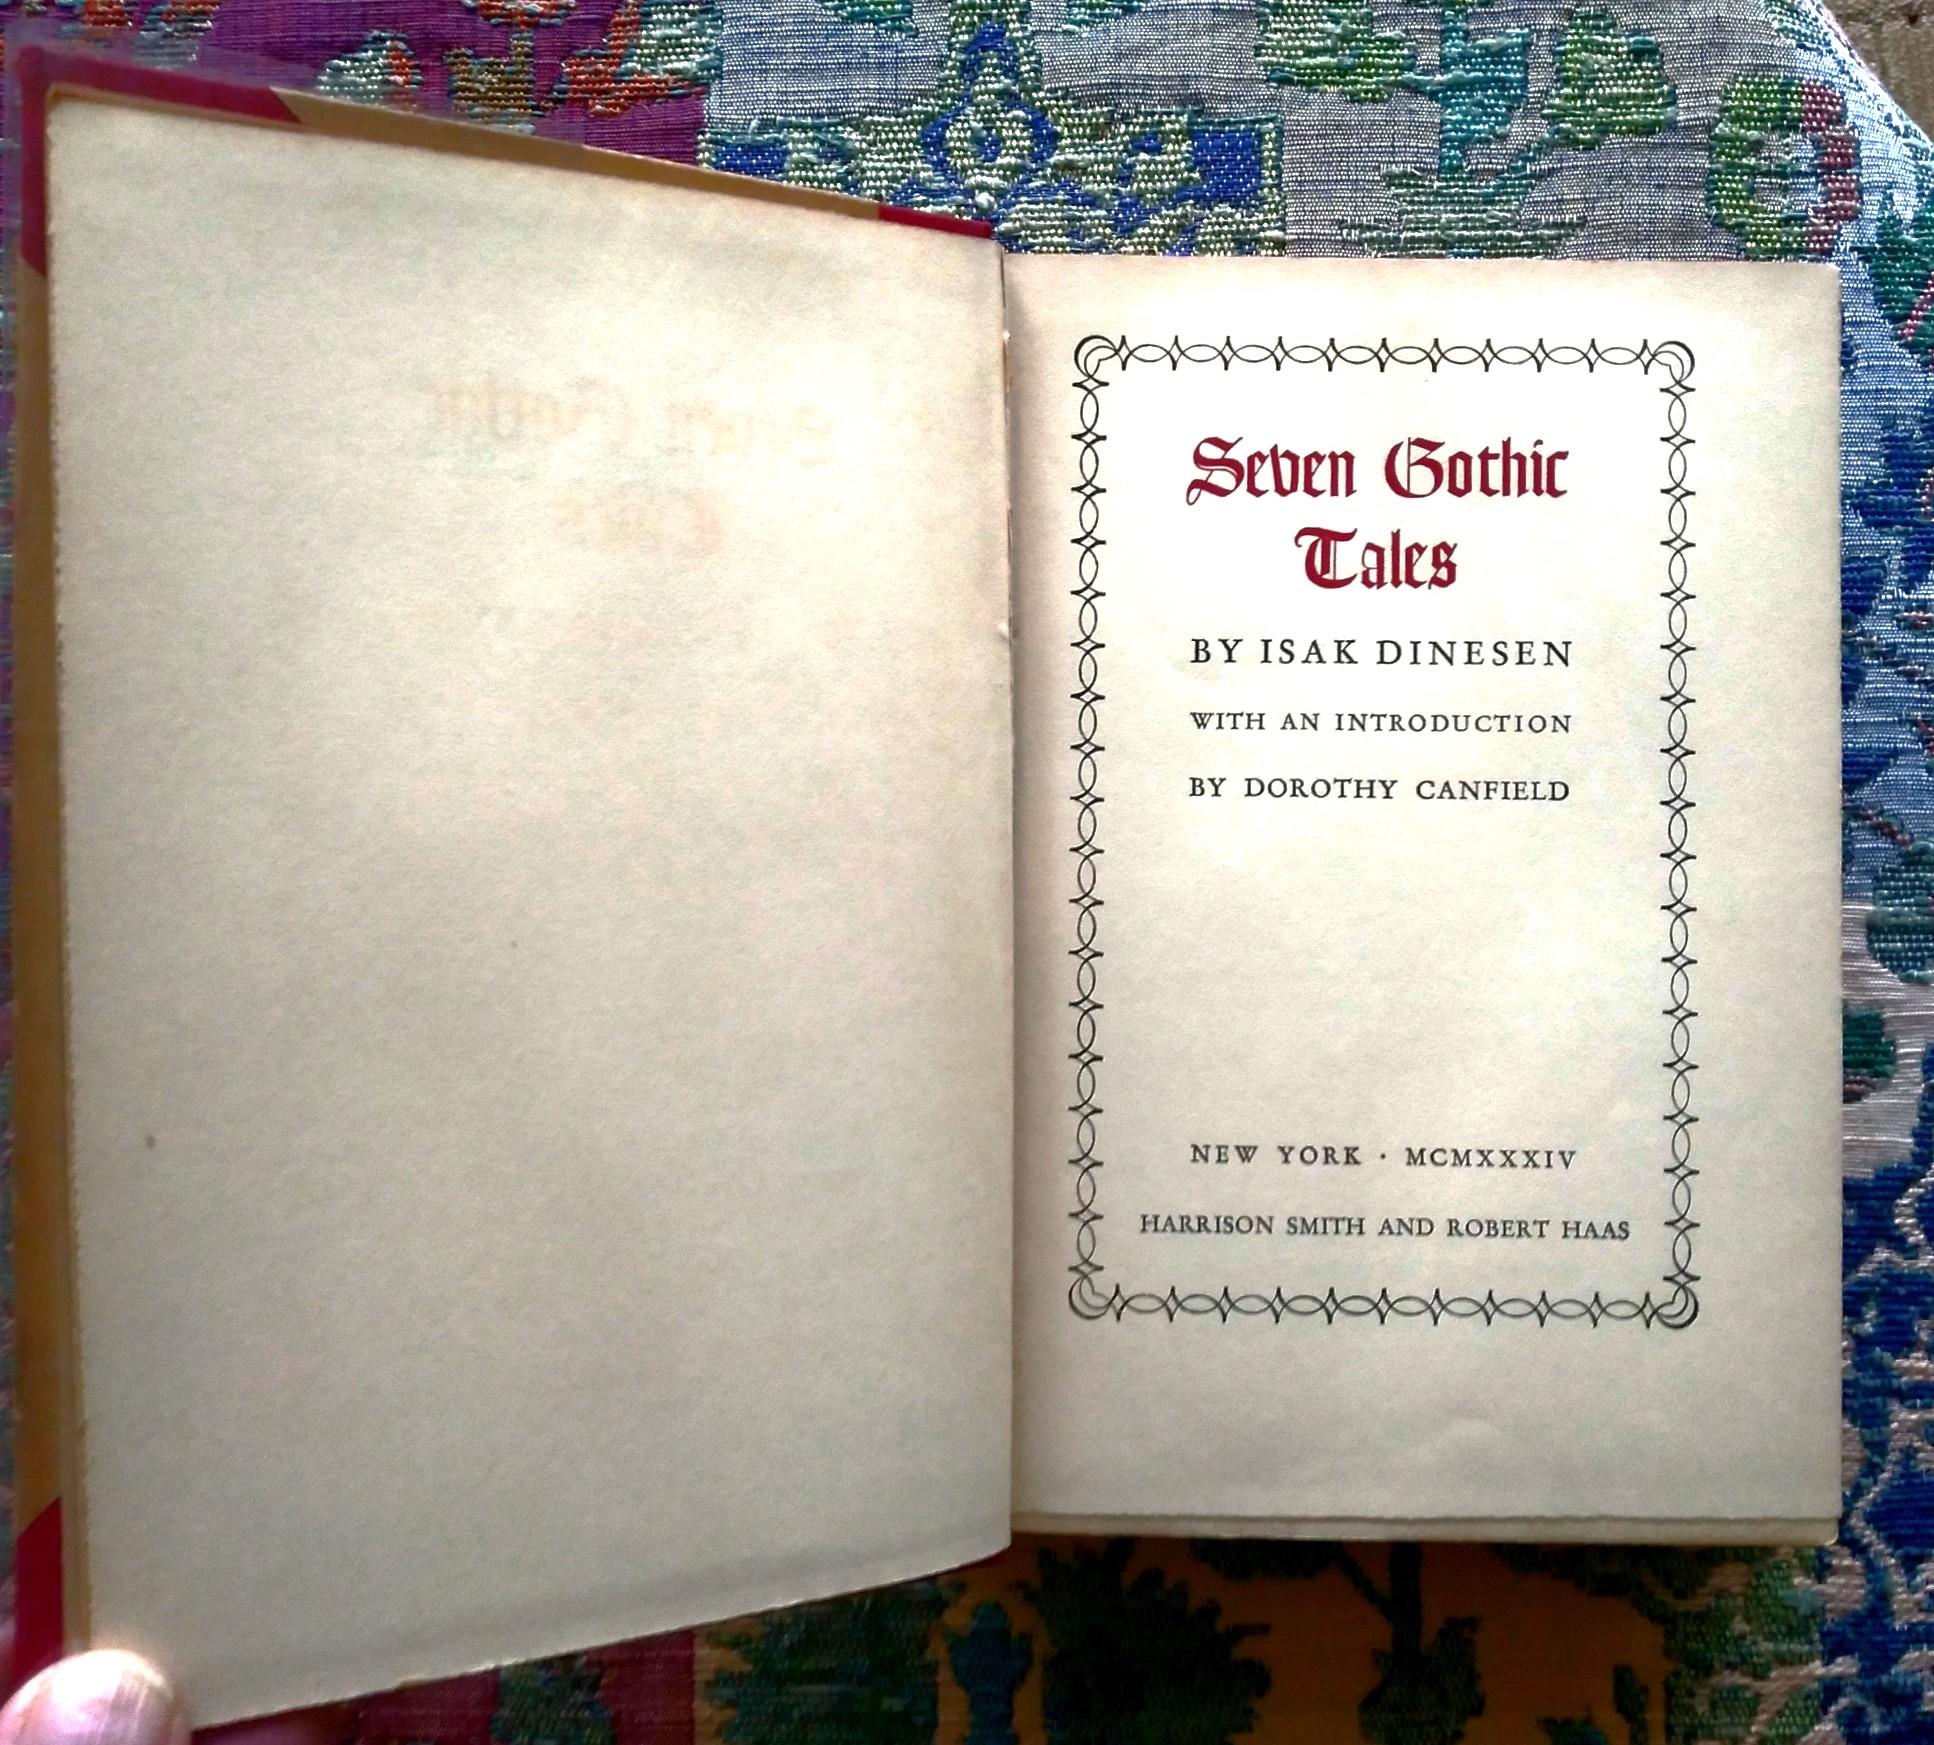 Seven Gothic
Tales
BY ISAK DINESEN
WITH AN INTRODUCTION
BY DOROTHY CANFIELD
NEW YORK · MCMXXXIV
HARRISON SMITH AND ROBERT HAAS